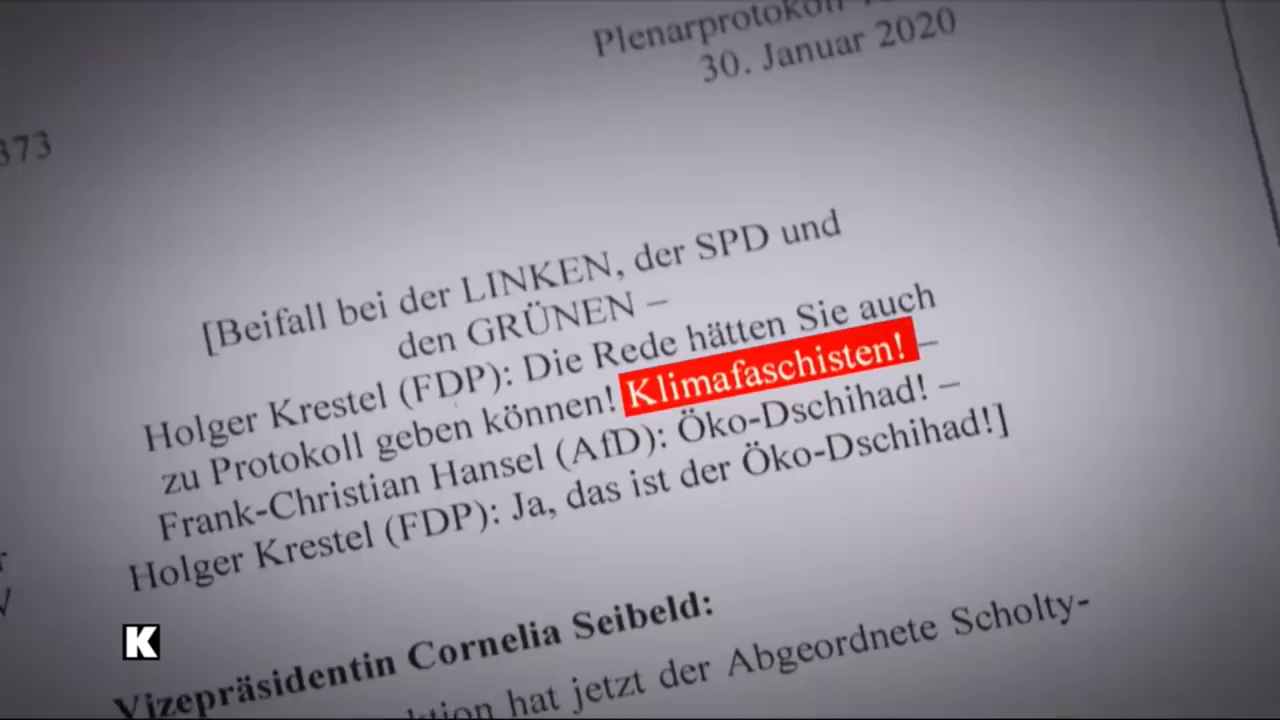 Plenarprotokoll
30. Januar 2020
373
[Beifall bei der LINKEN, der SPD und
den GRÜNEN –
Holger Krestel (FDP): Die Rede hätten Sie auch
zu Protokoll geben können! Klimafaschisten! –
Frank-Christian Hansel (AfD): Öko-Dschihad! –
Holger Krestel (FDP): Ja, das ist der Öko-Dschihad!]
Vizepräsidentin Cornelia Seibeld:
hat jetzt der Abgeordnete Scholty-
K